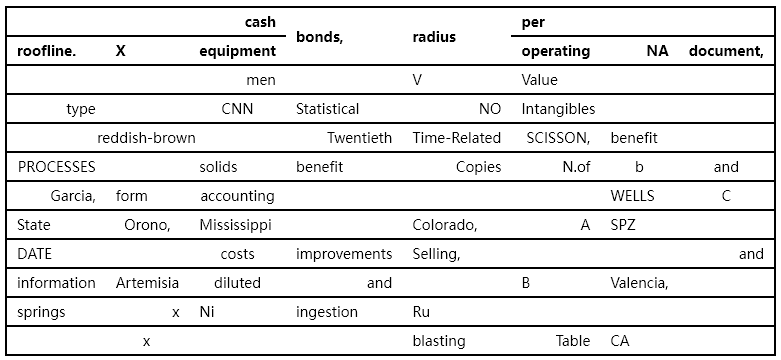 cash bonds, radius per
roofline. X equipment operating NA document,
men V Value
type CNN Statistical NO Intangibles
reddish-brown Twentieth Time-Related SCISSON, benefit
PROCESSES solids benefit Copies N.of b and
Garcia, form accounting WELLS C
State Orono, Mississippi Colorado, A SPZ
DATE costs improvements Selling, and
information Artemisia diluted and B Valencia,
springs x Ni ingestion Ru
x blasting Table CA